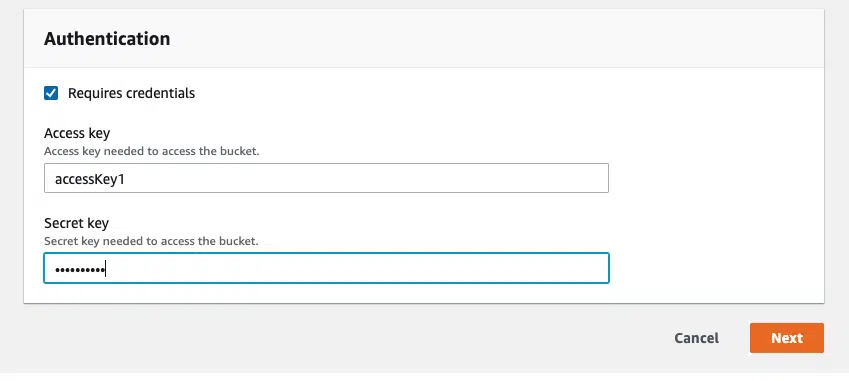 Authentication
Requires credentials
Access key
Access key needed to access the bucket.
accessKey1
Secret key
Secret key needed to access the bucket.
••••••••••
Cancel
Next